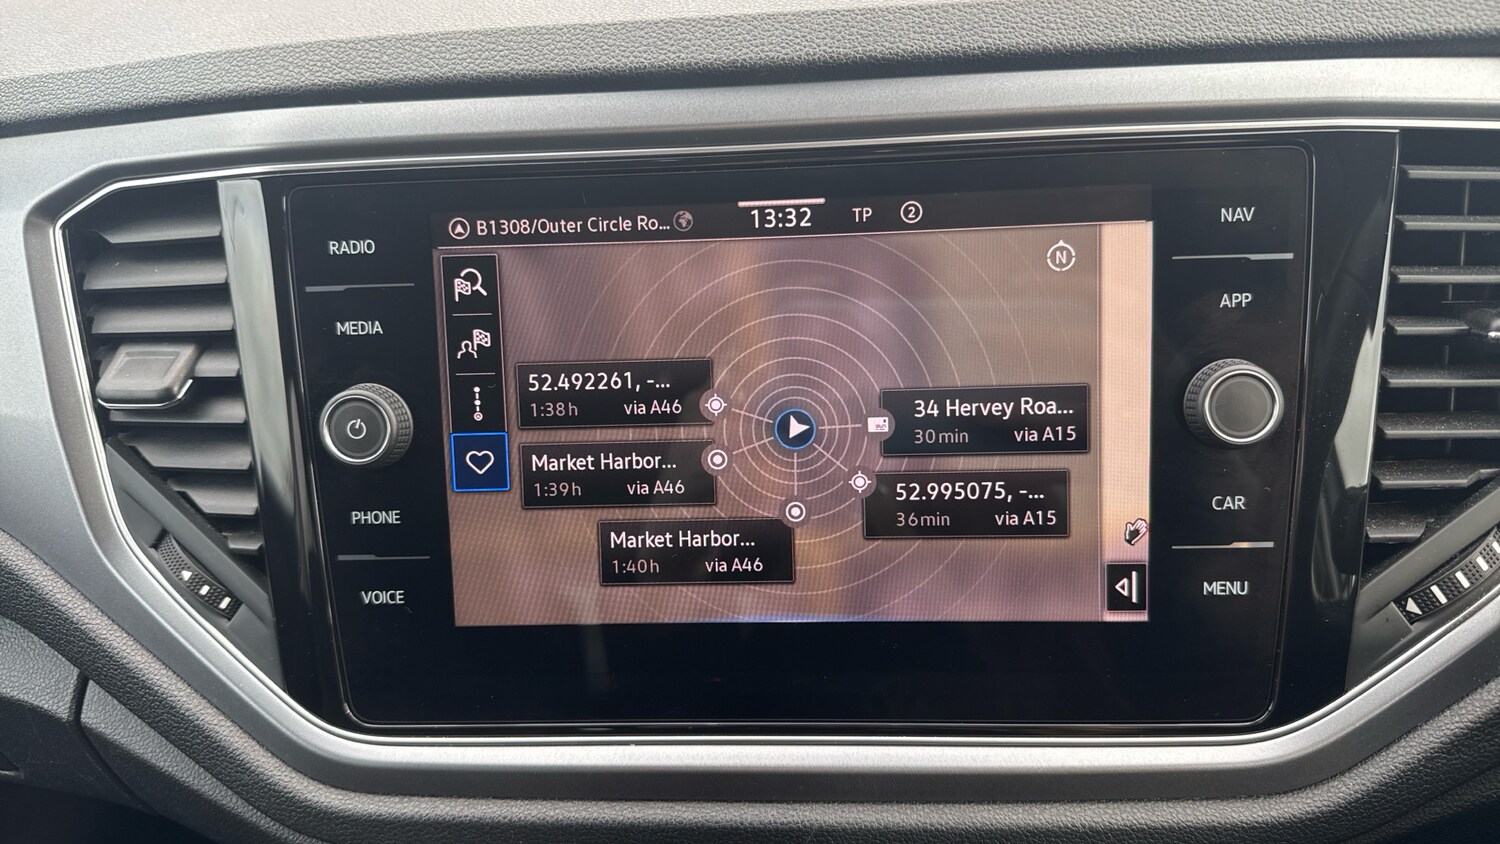 B1308/Outer Circle Ro...
13:32
TP
2
N
RADIO
MEDIA
PHONE
VOICE
52.492261, -...
1:38h via A46
Market Harbor...
1:39h via A46
Market Harbor...
1:40h via A46
34 Hervey Roa...
30min via A15
52.995075, -...
36min via A15
NAV
APP
CAR
MENU